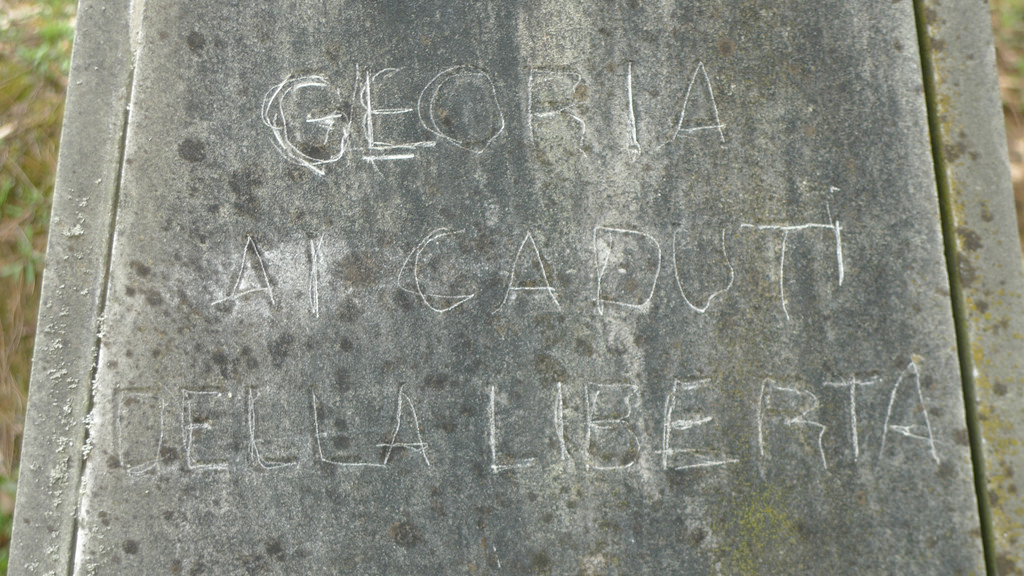 GEORIA
AI CADUTI
DELLA LIBERTA